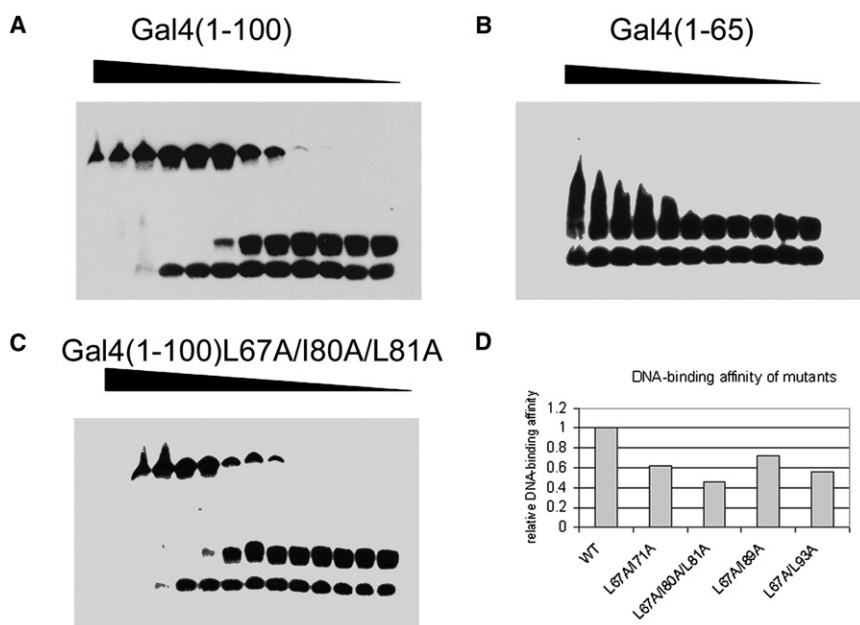 A
Gal4(1-100)
B
Gal4(1-65)
C
Gal4(1-100)L67A/I80A/L81A
D
DNA-binding affinity of mutants
relative DNA-binding affinity
1.2
1
0.8
0.6
0.4
0.2
0
WT
L67A/I71A
L67A/I80A/L81A
L67A/I89A
L67A/L93A